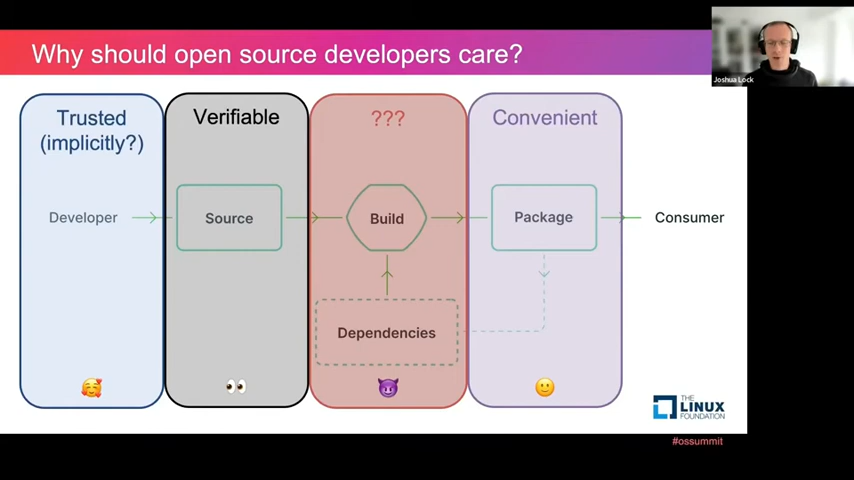 Why should open source developers care?
Joshua Lock
Trusted
(implicitly?)
Verifiable
???
Convenient
Developer
Source
Build
Package
Consumer
Dependencies
THE
LINUX
FOUNDATION
#ossummit